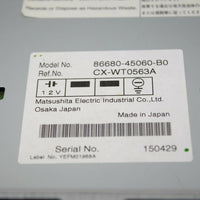 Recycle or Dispose
as Hazardous Waste.
Model No. 86680-45060-B0
Ref.No. CX-WT0563A
12V
Matsushita Electric Industrial Co.,Ltd.
Osaka Japan Made in Japan
Serial No. 150429
Label No. YEFM01968A